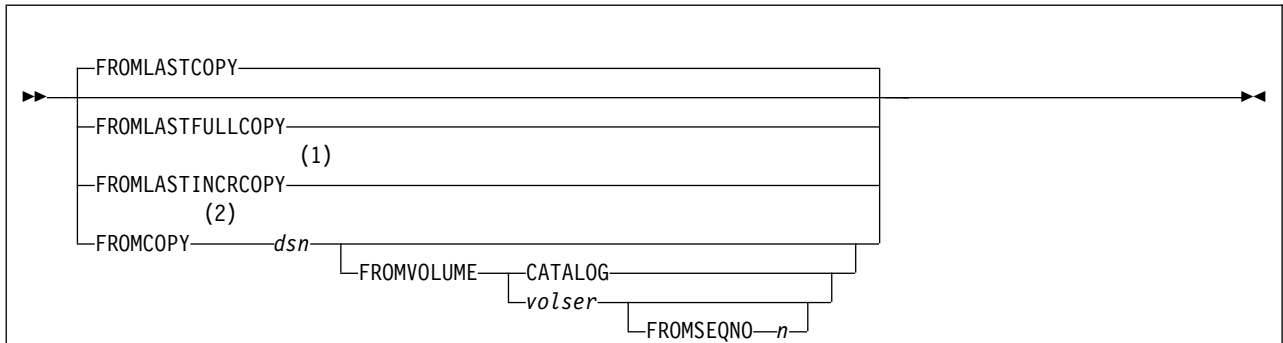 FROMLASTCOPY
FROMLASTFULLCOPY
(1)
FROMLASTINCRCOPY
(2)
FROMCOPY dsn
FROMVOLUME CATALOG
volser
FROMSEQNO n